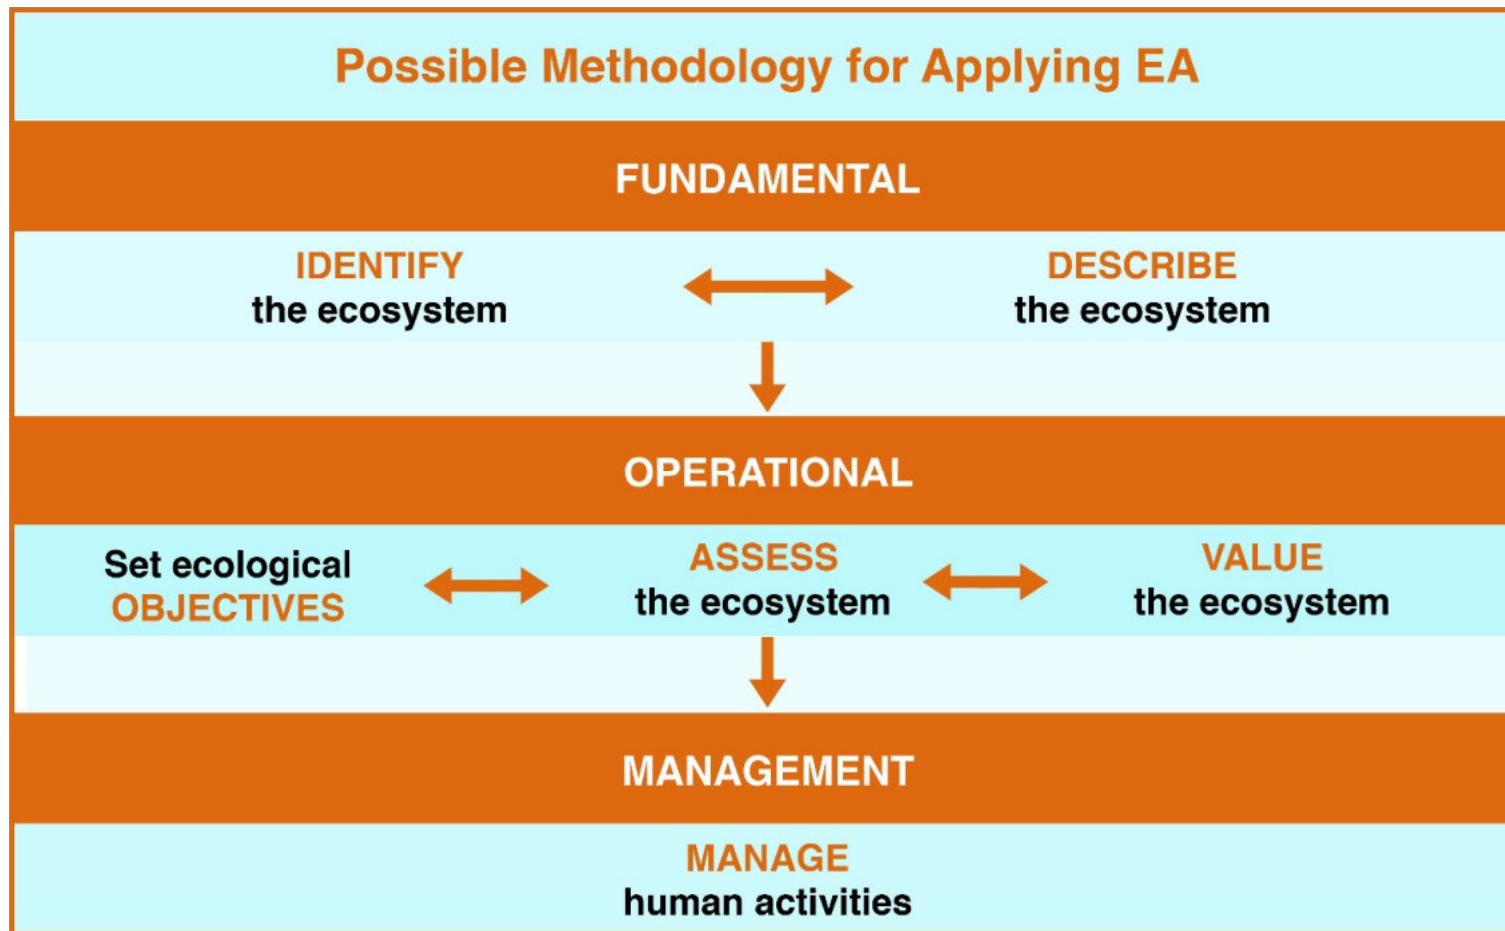 Possible Methodology for Applying EA
FUNDAMENTAL
IDENTIFY
the ecosystem
DESCRIBE
the ecosystem
OPERATIONAL
Set ecological
OBJECTIVES
ASSESS
the ecosystem
VALUE
the ecosystem
MANAGEMENT
MANAGE
human activities